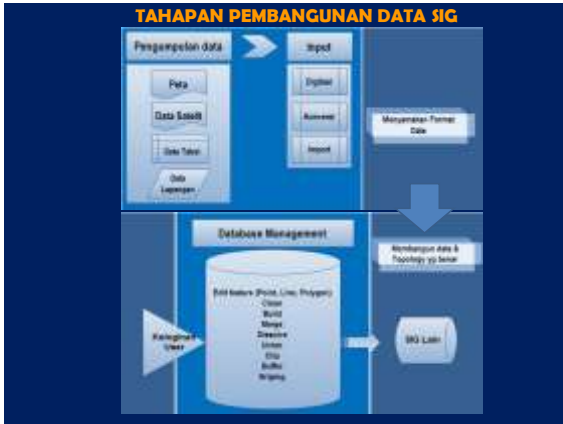 TAHAPAN PEMBANGUNAN DATA SIG
Pengumpulan data
Input
Peta
Data Satelit
Data Tabel
Data
Lapangan
Digitasi
Konversi
Import
Menyamakan Format
Data
Database Management
Membangun data &
Topology yg benar
Edit feature (Point, Line, Polygon)
Clean
Build
Merge
Dissolve
Union
Clip
Buffer
Keinginan
User
SIG Lain